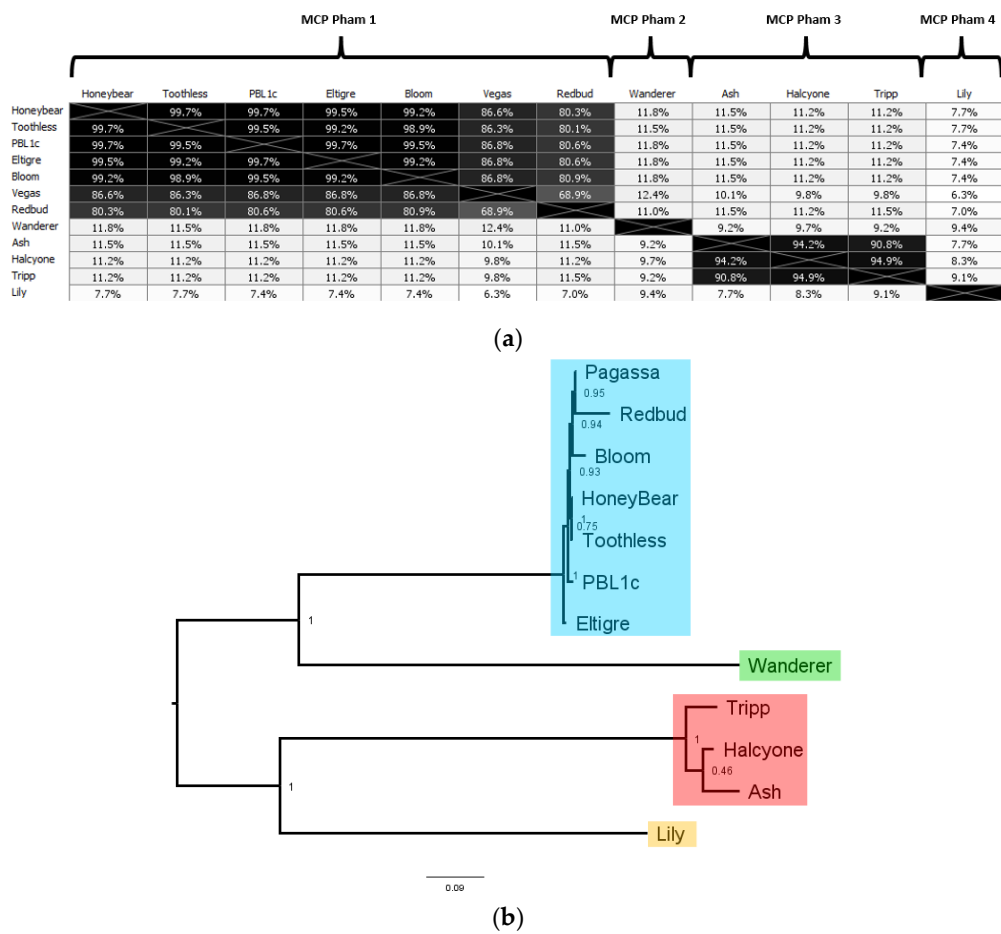 MCP Pham 1 MCP Pham 2 MCP Pham 3 MCP Pham 4
Honeybear Toothless PBL1c Eltigre Bloom Vegas Redbud Wanderer Ash Halcyone Tripp Lily
Honeybear 99.7% 99.7% 99.5% 99.2% 86.6% 80.3% 11.8% 11.5% 11.2% 11.2% 7.7%
Toothless 99.7% 99.5% 99.2% 98.9% 86.3% 80.1% 11.5% 11.5% 11.2% 11.2% 7.7%
PBL1c 99.7% 99.5% 99.7% 99.5% 86.8% 80.6% 11.8% 11.5% 11.2% 11.2% 7.4%
Eltigre 99.5% 99.2% 99.7% 99.2% 86.8% 80.6% 11.8% 11.5% 11.2% 11.2% 7.4%
Bloom 99.2% 98.9% 99.5% 99.2% 86.8% 80.9% 11.8% 11.5% 11.2% 11.2% 7.4%
Vegas 86.6% 86.3% 86.8% 86.8% 86.8% 68.9% 12.4% 10.1% 9.8% 9.8% 6.3%
Redbud 80.3% 80.1% 80.6% 80.6% 80.9% 68.9% 11.0% 11.5% 11.2% 11.5% 7.0%
Wanderer 11.8% 11.5% 11.8% 11.8% 11.8% 12.4% 11.0% 9.2% 9.7% 9.2% 9.4%
Ash 11.5% 11.5% 11.5% 11.5% 11.5% 10.1% 11.5% 9.2% 94.2% 90.8% 7.7%
Halcyone 11.2% 11.2% 11.2% 11.2% 11.2% 9.8% 11.2% 9.7% 94.2% 94.9% 8.3%
Tripp 11.2% 11.2% 11.2% 11.2% 11.2% 9.8% 11.5% 9.2% 90.8% 94.9% 9.1%
Lily 7.7% 7.7% 7.4% 7.4% 7.4% 6.3% 7.0% 9.4% 7.7% 8.3% 9.1%
(a)
Pagassa
0.95
Redbud
0.94
Bloom
0.93
HoneyBear
1
0.75
Toothless
1
PBL1c
Eltigre
1
Wanderer
Tripp
1
Halcyone
0.46
Ash
1
Lily
0.09
(b)